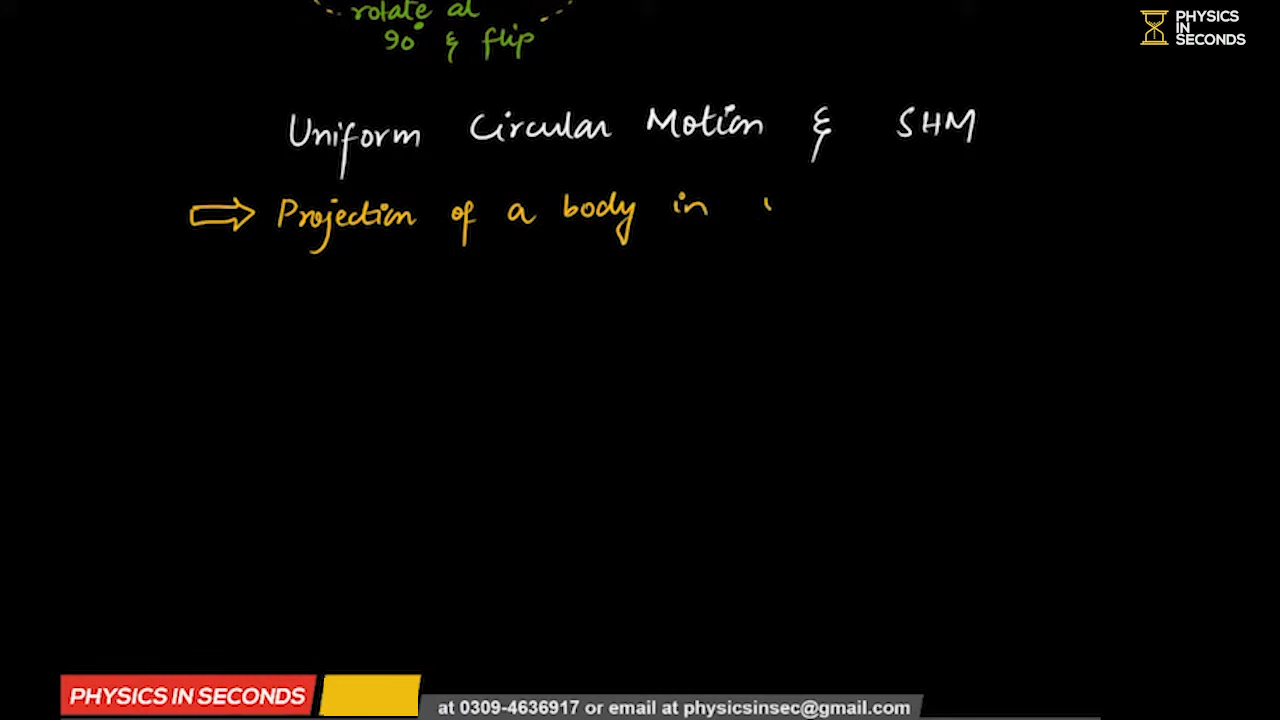 rotate at
90° & flip
PHYSICS
IN
SECONDS
Uniform Circular Motion & SHM
⇒ Projection of a body in
PHYSICS IN SECONDS
at 0309-4636917 or email at physicsinsec@gmail.com